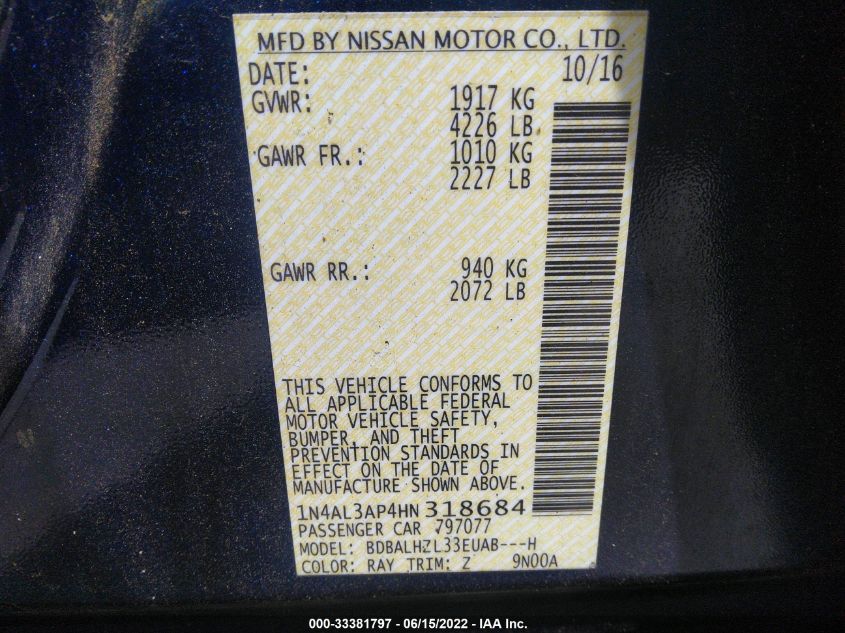 MFD BY NISSAN MOTOR CO., LTD.
DATE: 10/16
GVWR: 1917 KG
4226 LB
GAWR FR.: 1010 KG
2227 LB
GAWR RR.: 940 KG
2072 LB
THIS VEHICLE CONFORMS TO
ALL APPLICABLE FEDERAL
MOTOR VEHICLE SAFETY,
BUMPER, AND THEFT
PREVENTION STANDARDS IN
EFFECT ON THE DATE OF
MANUFACTURE SHOWN ABOVE.
1N4AL3AP4HN318684
PASSENGER CAR 797077
MODEL: BDBALHZL33EUAB---H
COLOR: RAY TRIM: Z 9N00A
000-33381797 - 06/15/2022 - IAA Inc.